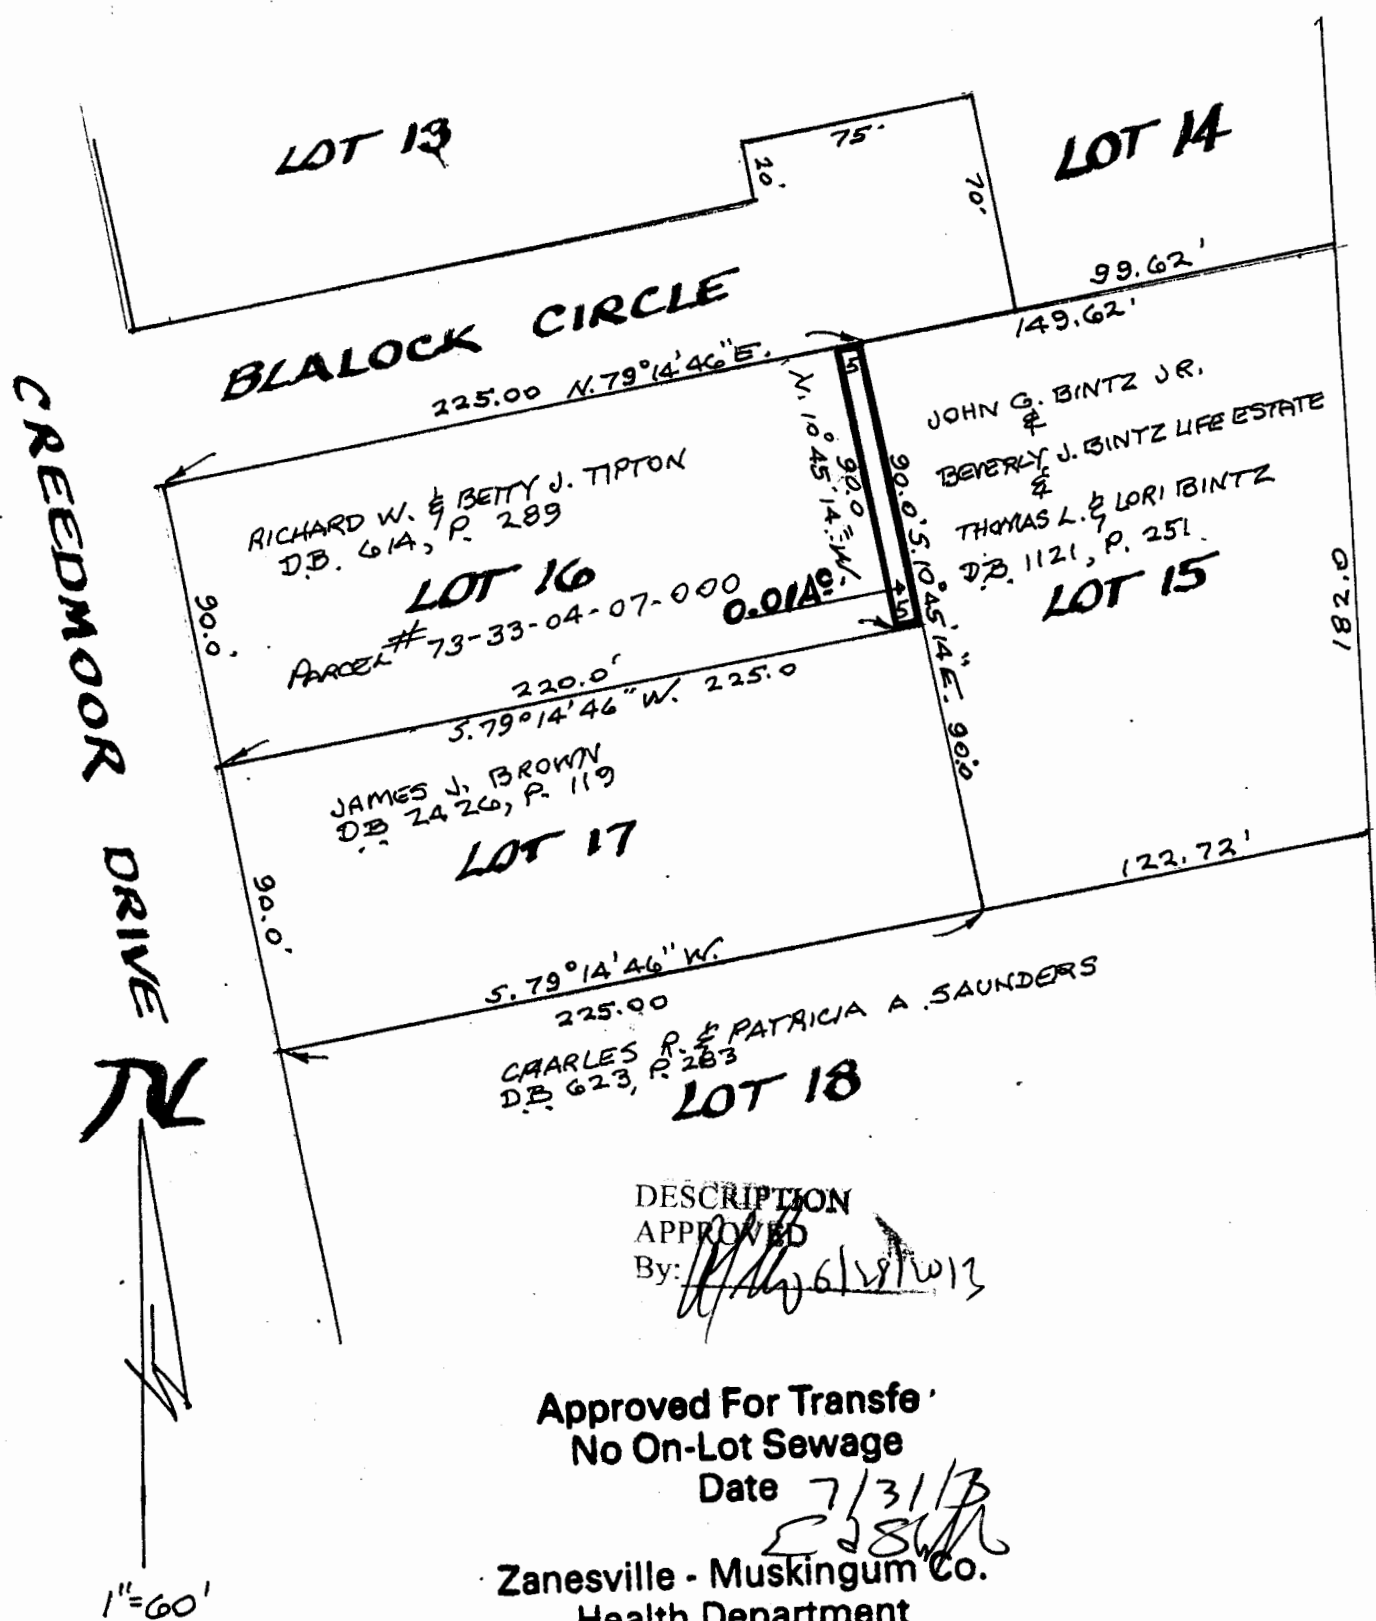 LOT 13
75'
20'
70'
LOT 14
99.62'
149.62'
BLALOCK CIRCLE
225.00 N. 79°14'46" E.
CREEDMOOR DRIVE
RICHARD W. & BETTY J. TIPTON
D.B. 614, P. 289
LOT 16
PARCEL # 73-33-04-07-000
0.01 A°.
90.0'
N. 10° 45' 14" W.
90.0
5
5
90.0' S. 10° 45' 14" E. 90.0
JOHN G. BINTZ JR.
&
BEVERLY J. BINTZ LIFE ESTATE
&
THOMAS L. & LORI BINTZ
D.B. 1121, P. 251
LOT 15
182.0
220.0'
S. 79°14'46" W. 225.0
JAMES J. BROWN
D.B. 2426, P. 119
LOT 17
90.0'
122.72'
S. 79°14'46" W.
225.00
CHARLES R. & PATRICIA A SAUNDERS
D.B. 623, P. 283
LOT 18
N
DESCRIPTION
APPROVED
By: 6/28/2013
Approved For Transfe
No On-Lot Sewage
Date 7/31/13
Zanesville - Muskingum Co.
Health Department
1"=60'